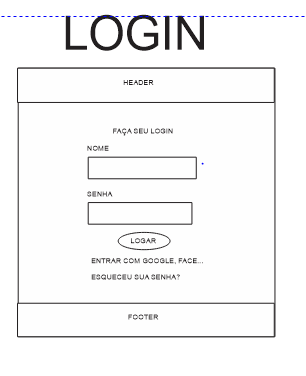 LOGIN
HEADER
FAÇA SEU LOGIN
NOME
SENHA
LOGAR
ENTRAR COM GOOGLE, FACE...
ESQUECEU SUA SENHA?
FOOTER